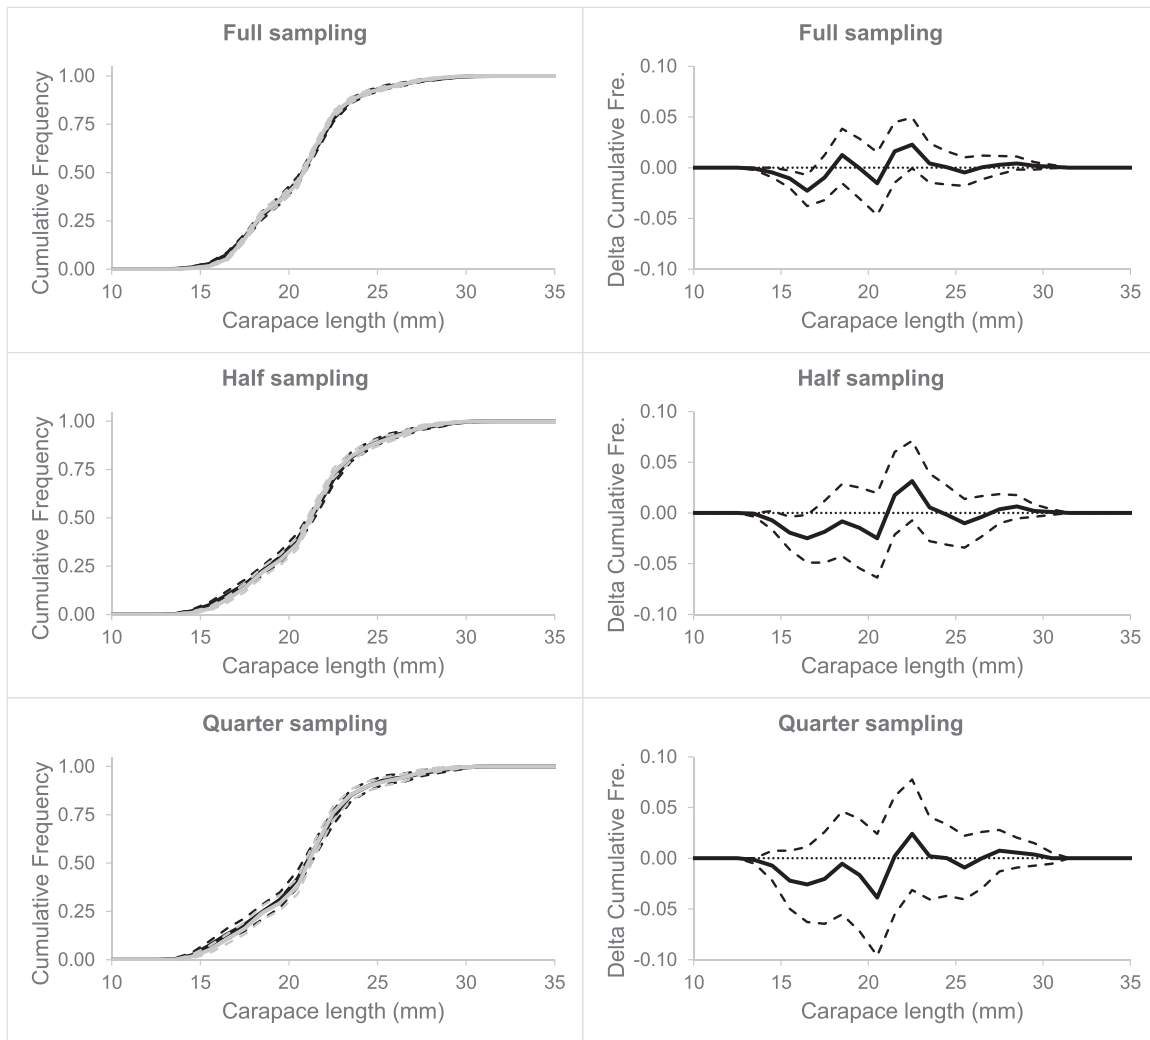 Full sampling
Cumulative Frequency
1.00
0.75
0.50
0.25
0.00
10 15 20 25 30 35
Carapace length (mm)
Full sampling
Delta Cumulative Fre.
0.10
0.05
0.00
-0.05
-0.10
10 15 20 25 30 35
Carapace length (mm)
Half sampling
Cumulative Frequency
1.00
0.75
0.50
0.25
0.00
10 15 20 25 30 35
Carapace length (mm)
Half sampling
Delta Cumulative Fre.
0.10
0.05
0.00
-0.05
-0.10
10 15 20 25 30 35
Carapace length (mm)
Quarter sampling
Cumulative Frequency
1.00
0.75
0.50
0.25
0.00
10 15 20 25 30 35
Carapace length (mm)
Quarter sampling
Delta Cumulative Fre.
0.10
0.05
0.00
-0.05
-0.10
10 15 20 25 30 35
Carapace length (mm)